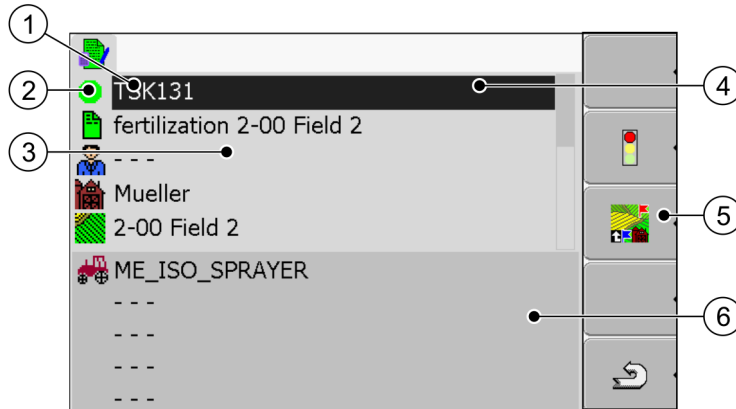 1
2
3
4
5
6
TSK131
fertilization 2-00 Field 2
- - -
Mueller
2-00 Field 2
ME_ISO_SPRAYER
- - -
- - -
- - -
- - -